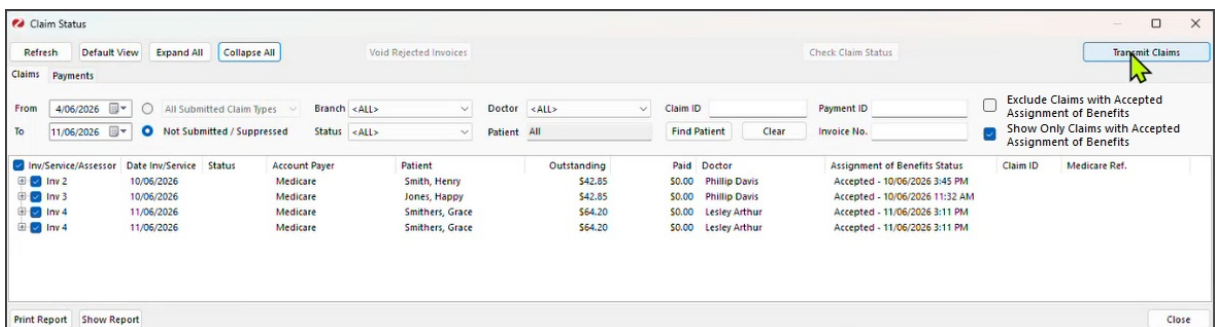 Claim Status
Refresh Default View Expand All Collapse All Void Rejected Invoices Check Claim Status Transmit Claims
Claims Payments
From 4/06/2026 All Submitted Claim Types Branch <ALL> Doctor <ALL> Claim ID Payment ID Exclude Claims with Accepted
Assignment of Benefits
To 11/06/2026 Not Submitted / Suppressed Status <ALL> Patient All Find Patient Clear Invoice No. Show Only Claims with Accepted
Assignment of Benefits
Inv/Service/Assessor Date Inv/Service Status Account Payer Patient Outstanding Paid Doctor Assignment of Benefits Status Claim ID Medicare Ref.
Inv 2 10/06/2026 Medicare Smith, Henry $42.85 $0.00 Phillip Davis Accepted - 10/06/2026 3:45 PM
Inv 3 10/06/2026 Medicare Jones, Happy $42.85 $0.00 Phillip Davis Accepted - 10/06/2026 11:32 AM
Inv 4 11/06/2026 Medicare Smithers, Grace $64.20 $0.00 Lesley Arthur Accepted - 11/06/2026 3:11 PM
Inv 4 11/06/2026 Medicare Smithers, Grace $64.20 $0.00 Lesley Arthur Accepted - 11/06/2026 3:11 PM
Print Report Show Report Close